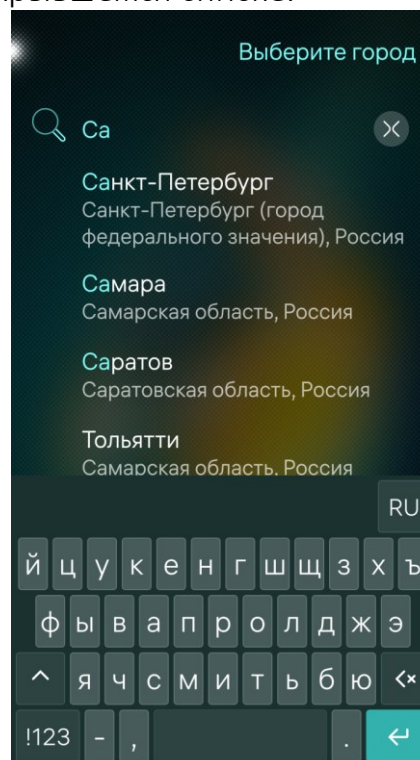 Выберите город
Са
Санкт-Петербург
Санкт-Петербург (город
федерального значения), Россия
Самара
Самарская область, Россия
Саратов
Саратовская область, Россия
Тольятти
Самарская область, Россия
RU
й ц у к е н г ш щ з х ъ
ф ы в а п р о л д ж э
я ч с м и т ь б ю
!123 - , .